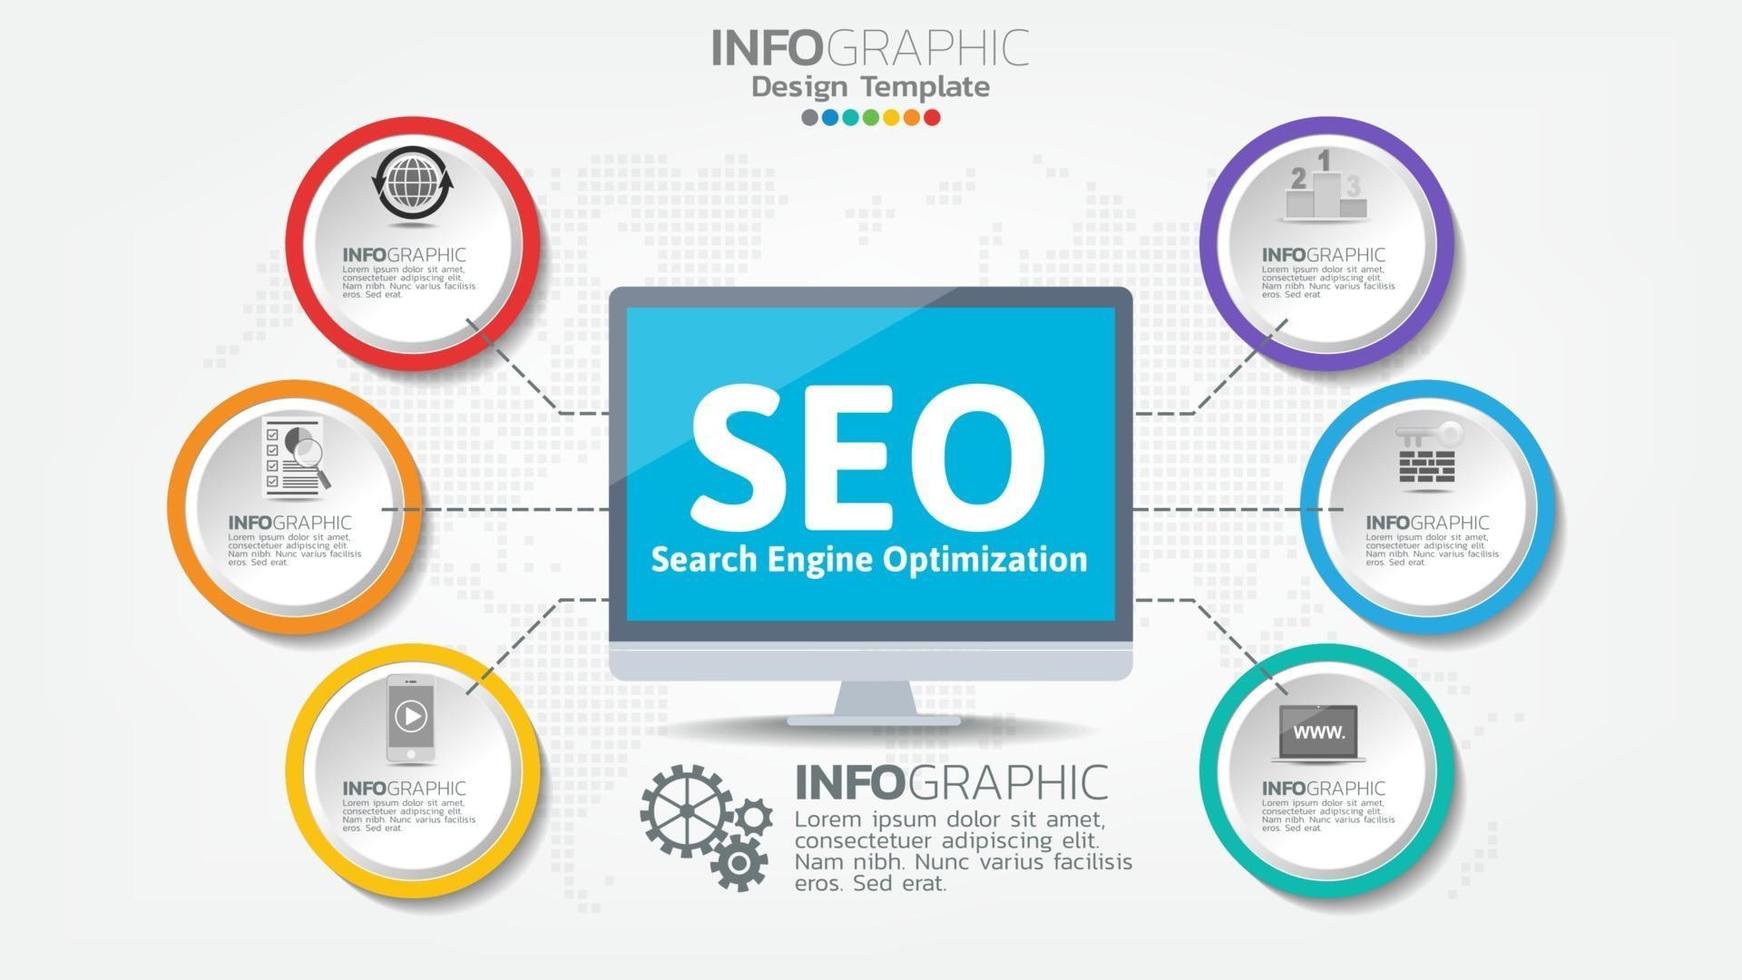 INFOGRAPHIC
Design Template
INFOGRAPHIC
Lorem ipsum dolor sit amet,
consectetuer adipiscing elit.
Nam nibh. Nunc varius facilisis
eros. Sed erat.
INFOGRAPHIC
Lorem ipsum dolor sit amet,
consectetuer adipiscing elit.
Nam nibh. Nunc varius facilisis
eros. Sed erat.
INFOGRAPHIC
Lorem ipsum dolor sit amet,
consectetuer adipiscing elit.
Nam nibh. Nunc varius facilisis
eros. Sed erat.
SEO
Search Engine Optimization
1
2
3
INFOGRAPHIC
Lorem ipsum dolor sit amet,
consectetuer adipiscing elit.
Nam nibh. Nunc varius facilisis
eros. Sed erat.
INFOGRAPHIC
Lorem ipsum dolor sit amet,
consectetuer adipiscing elit.
Nam nibh. Nunc varius facilisis
eros. Sed erat.
www.
INFOGRAPHIC
Lorem ipsum dolor sit amet,
consectetuer adipiscing elit.
Nam nibh. Nunc varius facilisis
eros. Sed erat.
INFOGRAPHIC
Lorem ipsum dolor sit amet,
consectetuer adipiscing elit.
Nam nibh. Nunc varius facilisis
eros. Sed erat.